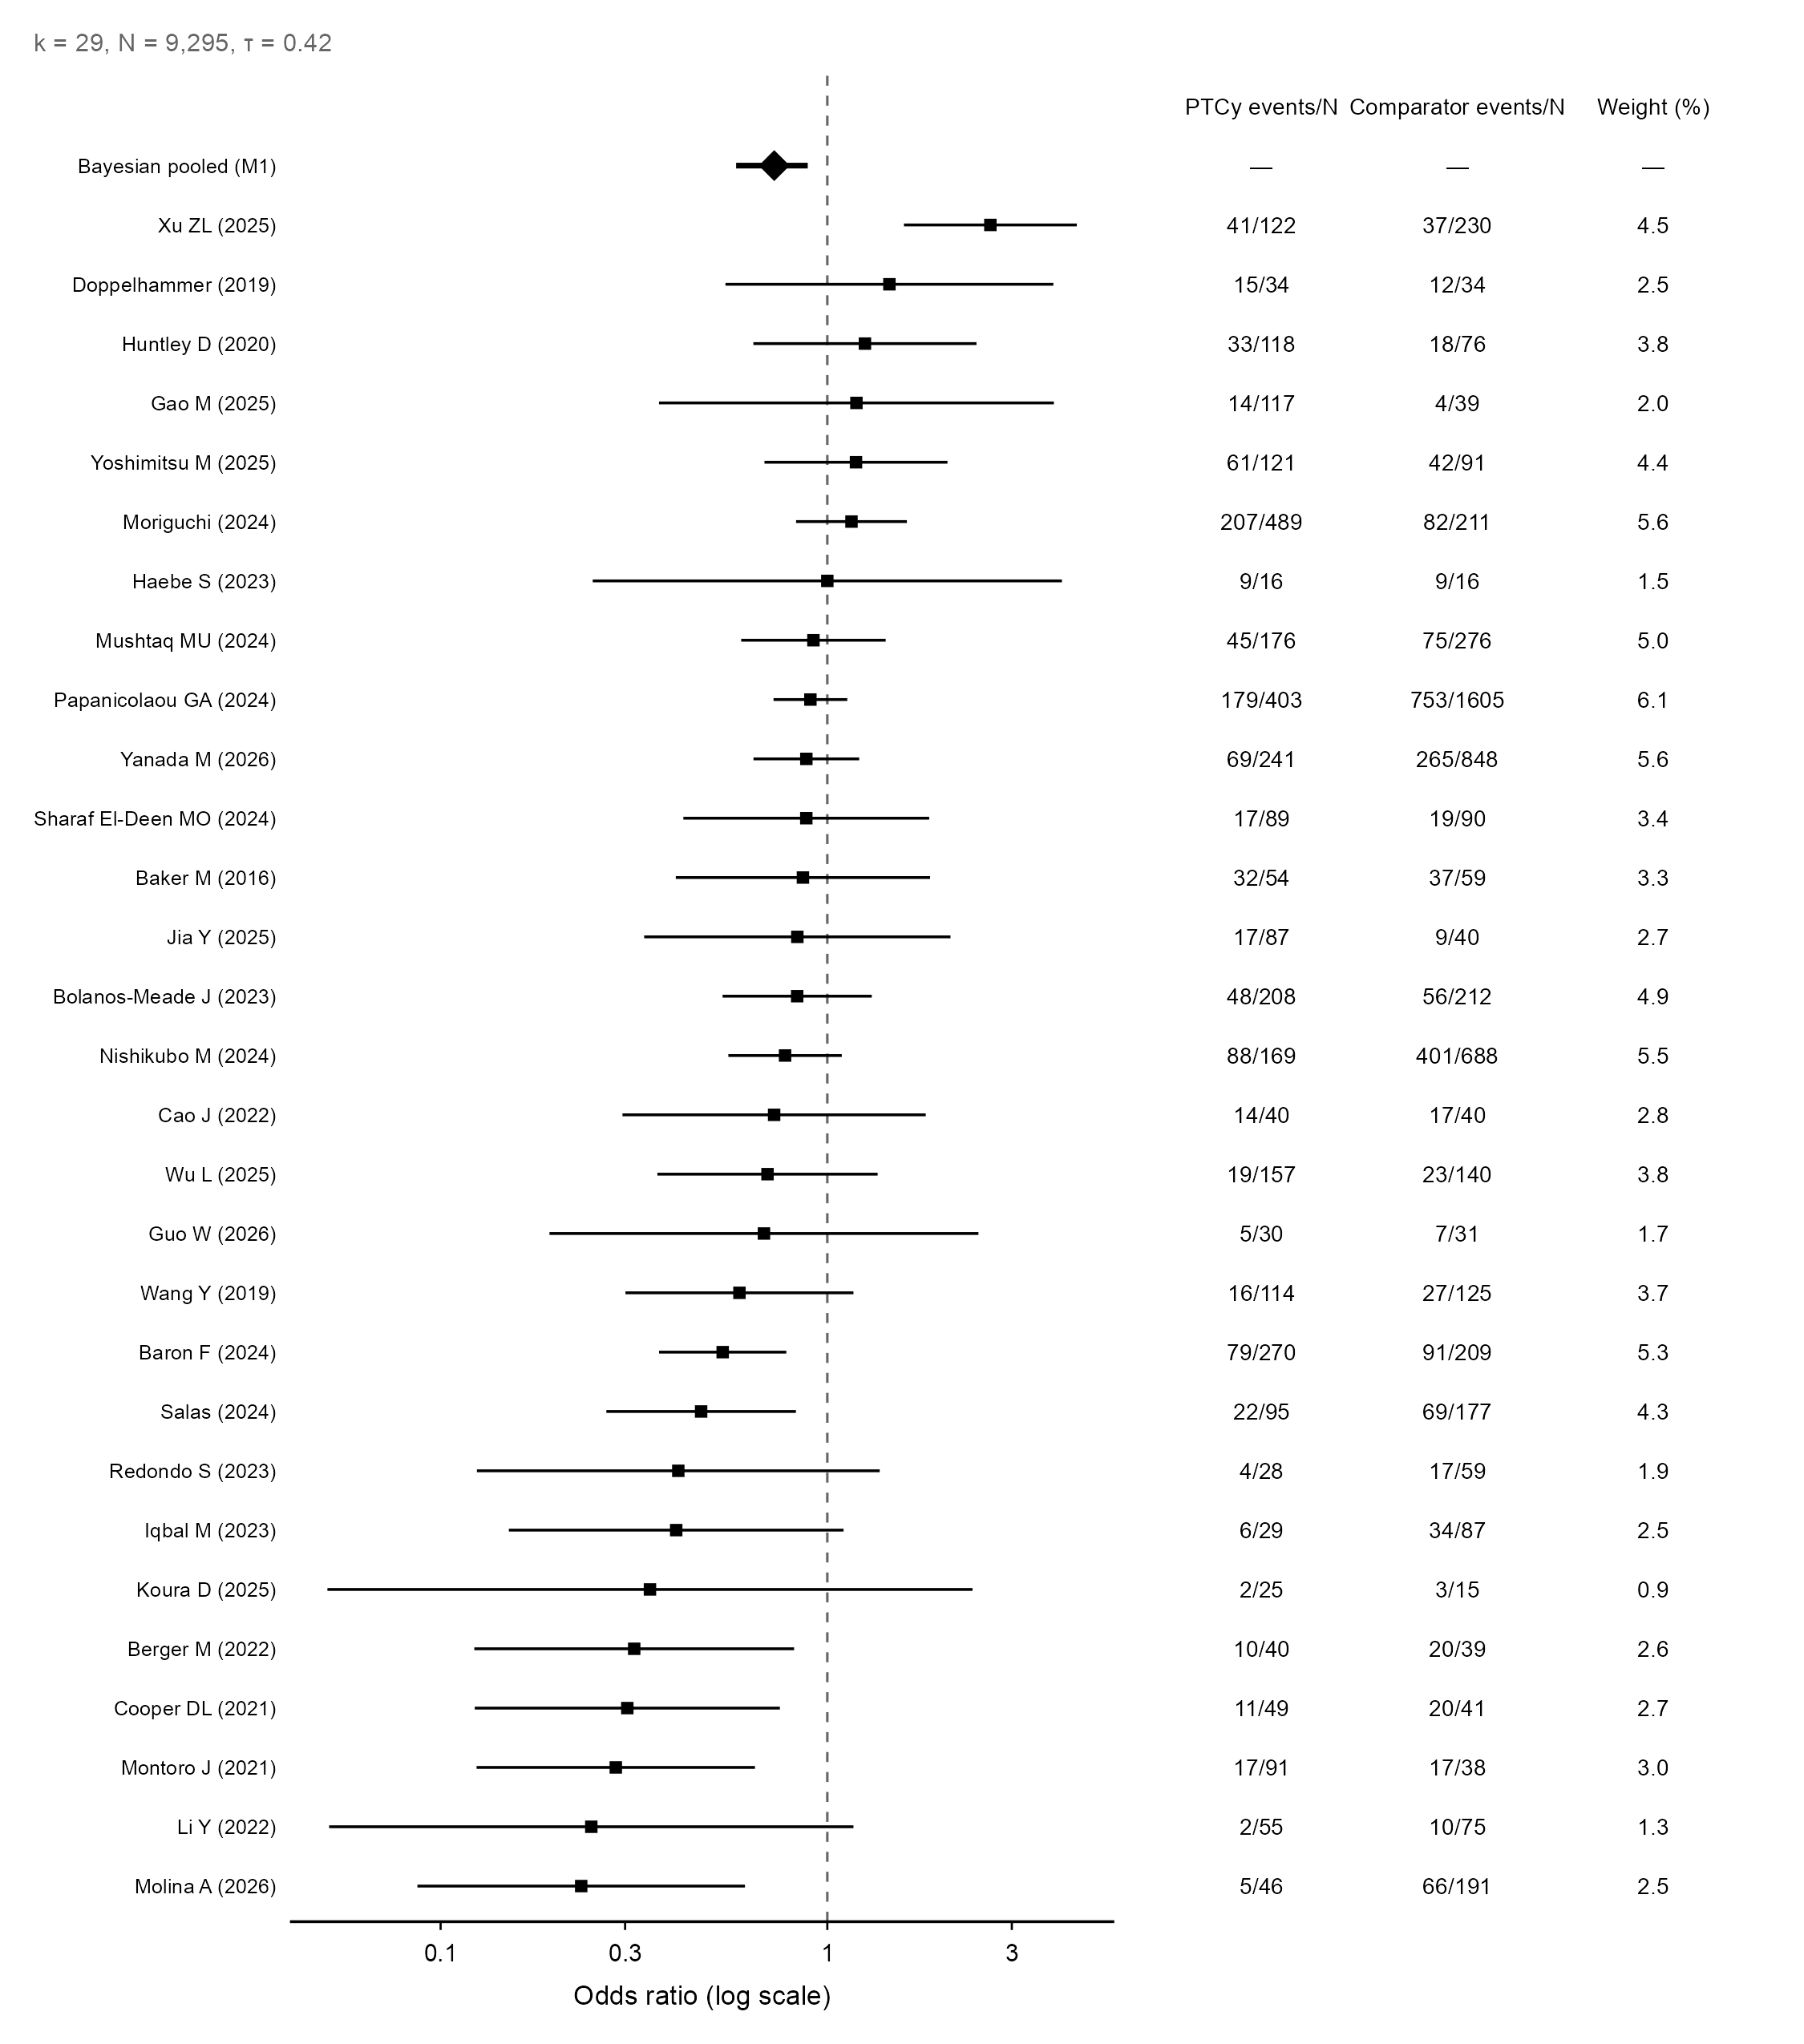 k = 29, N = 9,295, τ = 0.42
PTCy events/N Comparator events/N Weight (%)
Bayesian pooled (M1) — — —
Xu ZL (2025) 41/122 37/230 4.5
Doppelhammer (2019) 15/34 12/34 2.5
Huntley D (2020) 33/118 18/76 3.8
Gao M (2025) 14/117 4/39 2.0
Yoshimitsu M (2025) 61/121 42/91 4.4
Moriguchi (2024) 207/489 82/211 5.6
Haebe S (2023) 9/16 9/16 1.5
Mushtaq MU (2024) 45/176 75/276 5.0
Papanicolaou GA (2024) 179/403 753/1605 6.1
Yanada M (2026) 69/241 265/848 5.6
Sharaf El-Deen MO (2024) 17/89 19/90 3.4
Baker M (2016) 32/54 37/59 3.3
Jia Y (2025) 17/87 9/40 2.7
Bolanos-Meade J (2023) 48/208 56/212 4.9
Nishikubo M (2024) 88/169 401/688 5.5
Cao J (2022) 14/40 17/40 2.8
Wu L (2025) 19/157 23/140 3.8
Guo W (2026) 5/30 7/31 1.7
Wang Y (2019) 16/114 27/125 3.7
Baron F (2024) 79/270 91/209 5.3
Salas (2024) 22/95 69/177 4.3
Redondo S (2023) 4/28 17/59 1.9
Iqbal M (2023) 6/29 34/87 2.5
Koura D (2025) 2/25 3/15 0.9
Berger M (2022) 10/40 20/39 2.6
Cooper DL (2021) 11/49 20/41 2.7
Montoro J (2021) 17/91 17/38 3.0
Li Y (2022) 2/55 10/75 1.3
Molina A (2026) 5/46 66/191 2.5
0.1 0.3 1 3
Odds ratio (log scale)